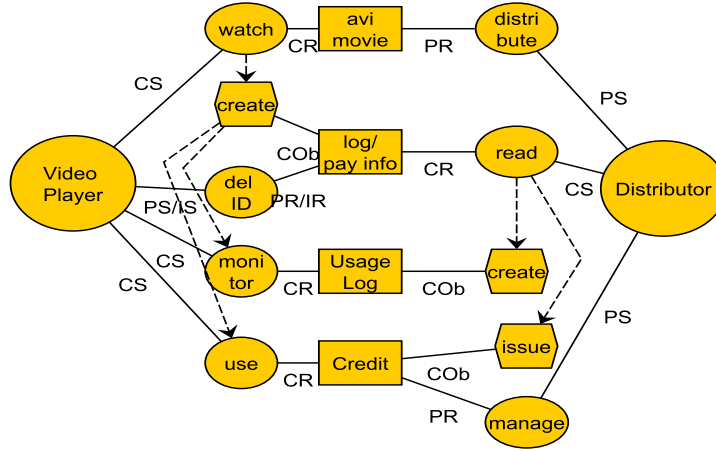 watch
CR
avi
movie
PR
distri
bute
CS
create
PS
COb
log/
pay info
CR
read
Video
Player
del
ID
PS/IS
PR/IR
CS
Distributor
CS
moni
tor
CR
Usage
Log
COb
create
CS
PS
use
CR
Credit
COb
issue
PR
manage